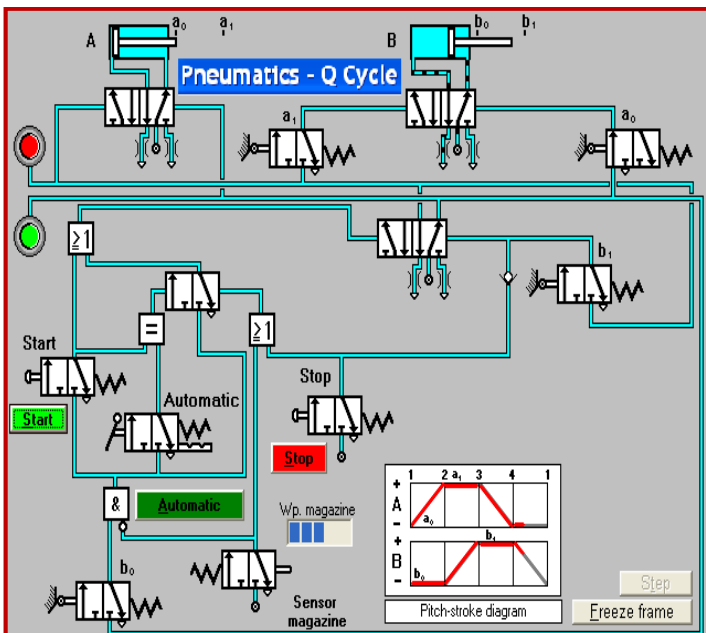 a₀ a₁
A
b₀ b₁
B
Pneumatics - Q Cycle
a₁
a₀
≥1
b₁
=
≥1
Start
Start
Automatic
Stop
Stop
&
Automatic
Wp. magazine
b₀
Sensor
magazine
1 2 a₁ 3 4 1
+
A
-
a₀
+
b₁
B
b₀
-
Pitch-stroke diagram
Step
Freeze frame